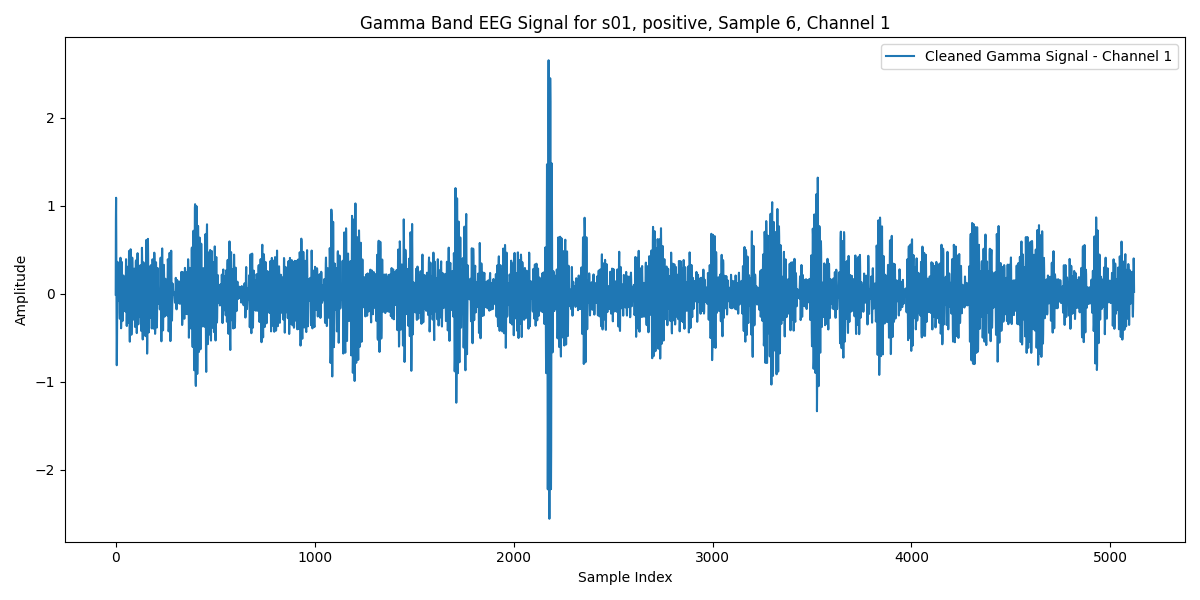 Gamma Band EEG Signal for s01, positive, Sample 6, Channel 1
Cleaned Gamma Signal - Channel 1
Amplitude
2
1
0
−1
−2
0 1000 2000 3000 4000 5000
Sample Index